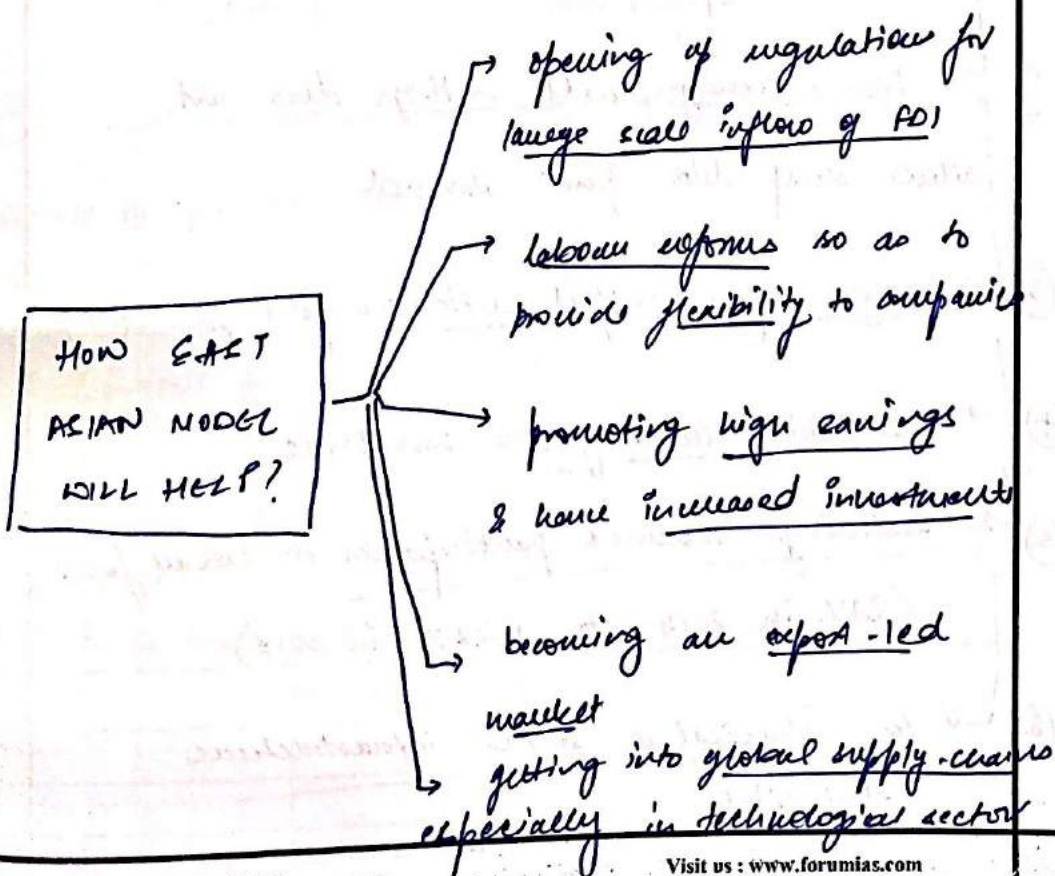 opening of regulations for
large scale inflow of FDI
labour reforms so as to
provide flexibility to companies
HOW EAST
ASIAN MODEL
WILL HELP?
promoting high savings
& hence increased investments
becoming an export-led
market
getting into global supply-chains
especially in technological sector
Visit us : www.forumias.com